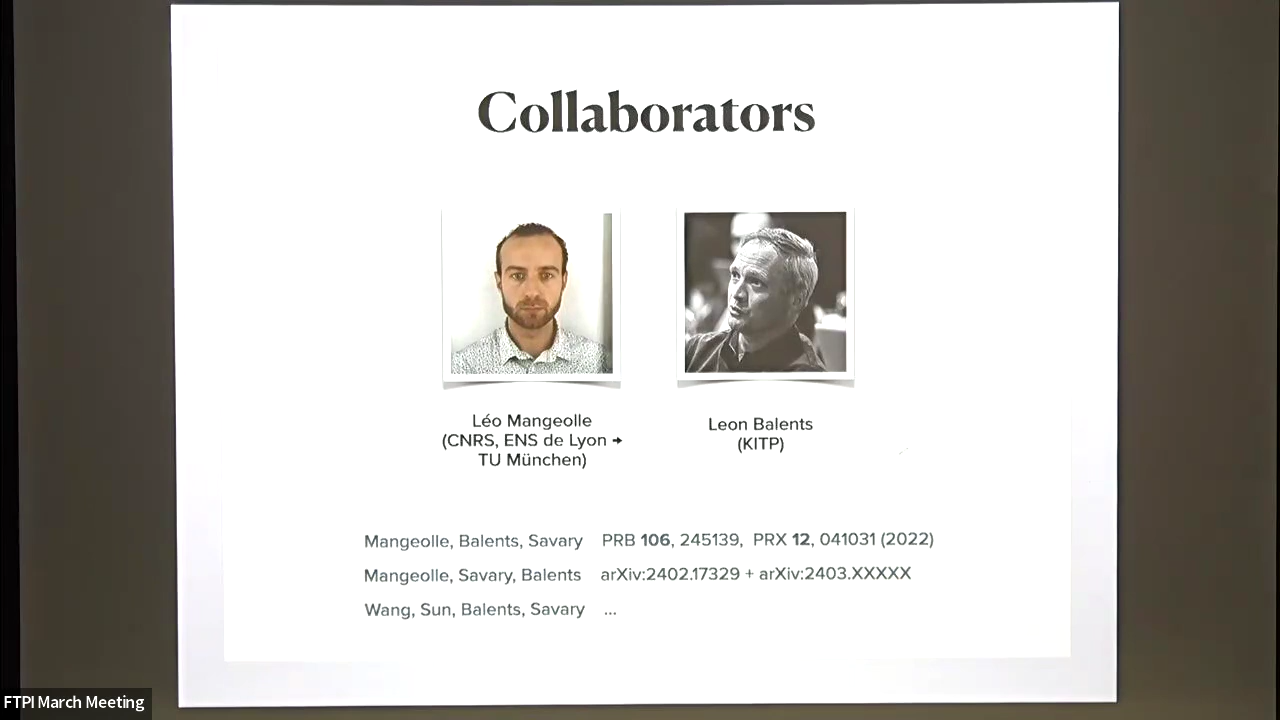 Collaborators
Léo Mangeolle
(CNRS, ENS de Lyon →
TU München)
Leon Balents
(KITP)
Mangeolle, Balents, Savary PRB 106, 245139, PRX 12, 041031 (2022)
Mangeolle, Savary, Balents arXiv:2402.17329 + arXiv:2403.XXXXX
Wang, Sun, Balents, Savary ...
FTPI March Meeting